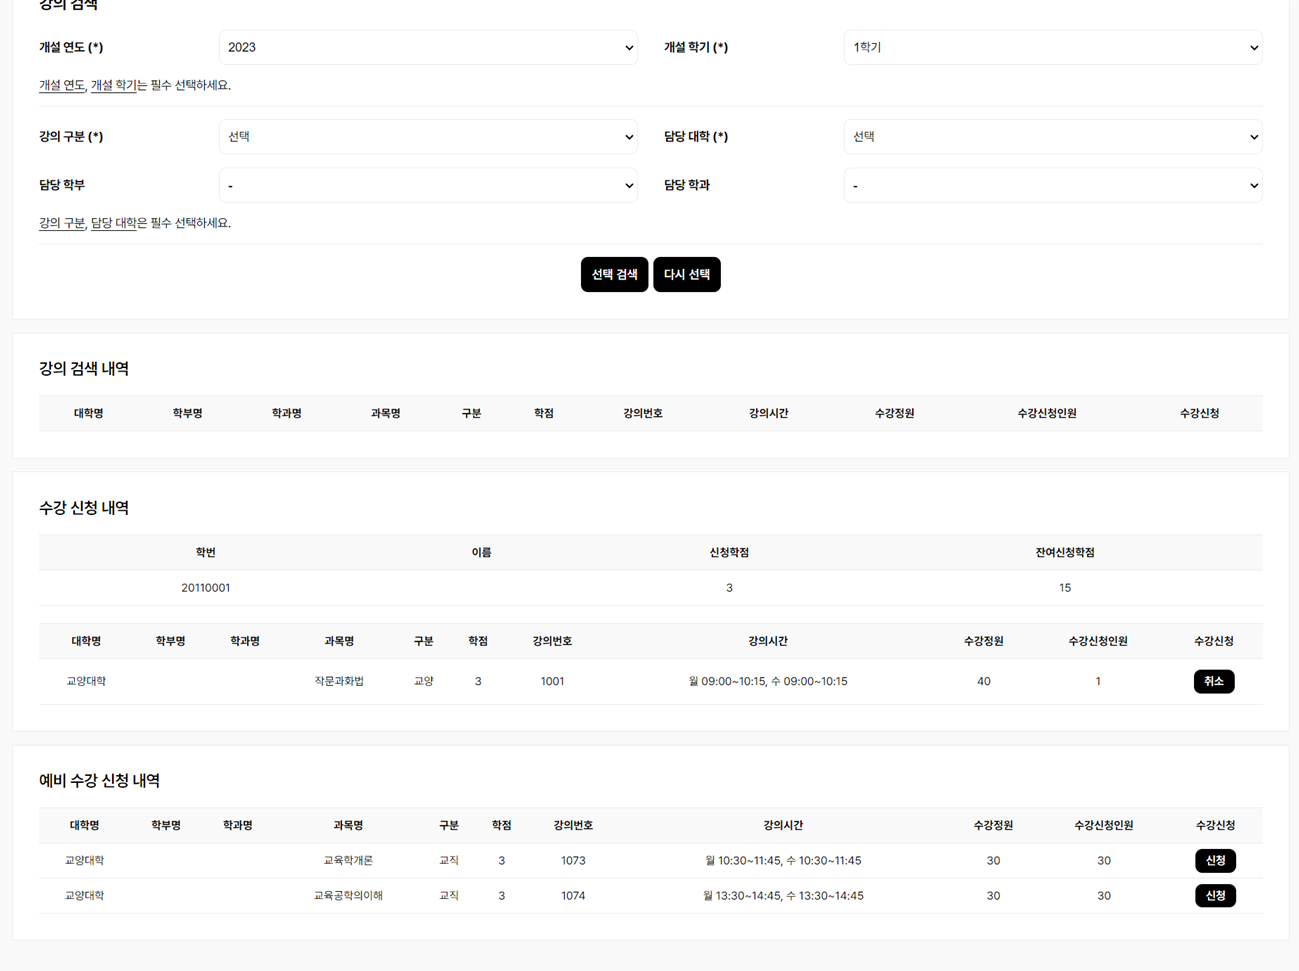 강의 검색
개설 연도 (*) 2023 개설 학기 (*) 1학기
개설 연도, 개설 학기는 필수 선택하세요.
강의 구분 (*) 선택 담당 대학 (*) 선택
담당 학부 - 담당 학과 -
강의 구분, 담당 대학은 필수 선택하세요.
선택 검색 다시 선택
강의 검색 내역
대학명 학부명 학과명 과목명 구분 학점 강의번호 강의시간 수강정원 수강신청인원 수강신청
수강 신청 내역
학번 이름 신청학점 잔여신청학점
20110001 3 15
대학명 학부명 학과명 과목명 구분 학점 강의번호 강의시간 수강정원 수강신청인원 수강신청
교양대학 작문과화법 교양 3 1001 월 09:00~10:15, 수 09:00~10:15 40 1 취소
예비 수강 신청 내역
대학명 학부명 학과명 과목명 구분 학점 강의번호 강의시간 수강정원 수강신청인원 수강신청
교양대학 교육학개론 교직 3 1073 월 10:30~11:45, 수 10:30~11:45 30 30 신청
교양대학 교육공학의이해 교직 3 1074 월 13:30~14:45, 수 13:30~14:45 30 30 신청